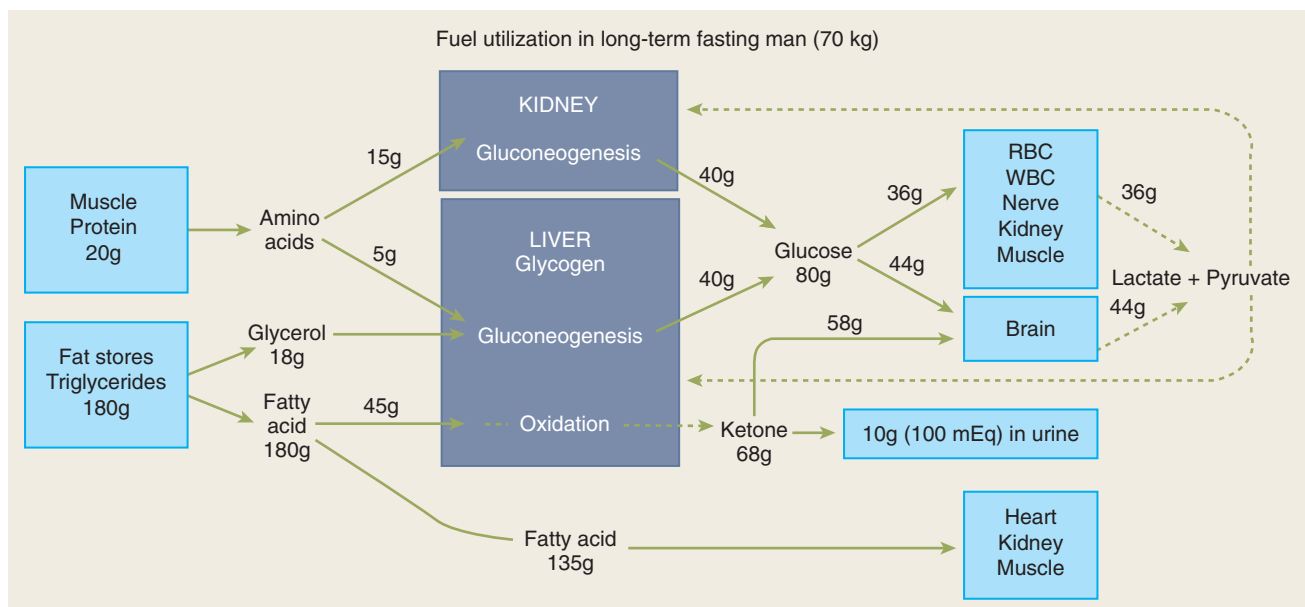 Fuel utilization in long-term fasting man (70 kg)
KIDNEY
Gluconeogenesis
15g
40g
Muscle
Protein
20g
Amino
acids
5g
LIVER
Glycogen
Gluconeogenesis
40g
Glucose
80g
36g
44g
RBC
WBC
Nerve
Kidney
Muscle
36g
Lactate + Pyruvate
44g
Brain
58g
Fat stores
Triglycerides
180g
Glycerol
18g
Fatty
acid
180g
45g
Oxidation
Ketone
68g
10g (100 mEq) in urine
Fatty acid
135g
Heart
Kidney
Muscle